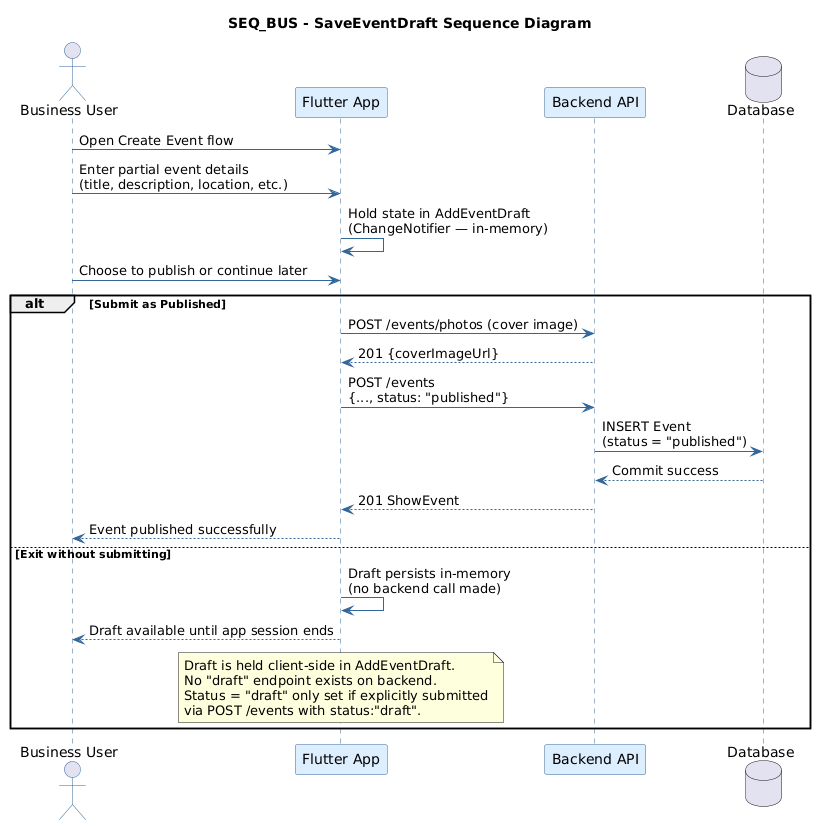 SEQ_BUS - SaveEventDraft Sequence Diagram
Business User
Flutter App
Backend API
Database
Open Create Event flow
Enter partial event details
(title, description, location, etc.)
Hold state in AddEventDraft
(ChangeNotifier — in-memory)
Choose to publish or continue later
alt
[Submit as Published]
POST /events/photos (cover image)
201 {coverImageUrl}
POST /events
{..., status: "published"}
INSERT Event
(status = "published")
Commit success
201 ShowEvent
Event published successfully
[Exit without submitting]
Draft persists in-memory
(no backend call made)
Draft available until app session ends
Draft is held client-side in AddEventDraft.
No "draft" endpoint exists on backend.
Status = "draft" only set if explicitly submitted
via POST /events with status:"draft".
Business User
Flutter App
Backend API
Database